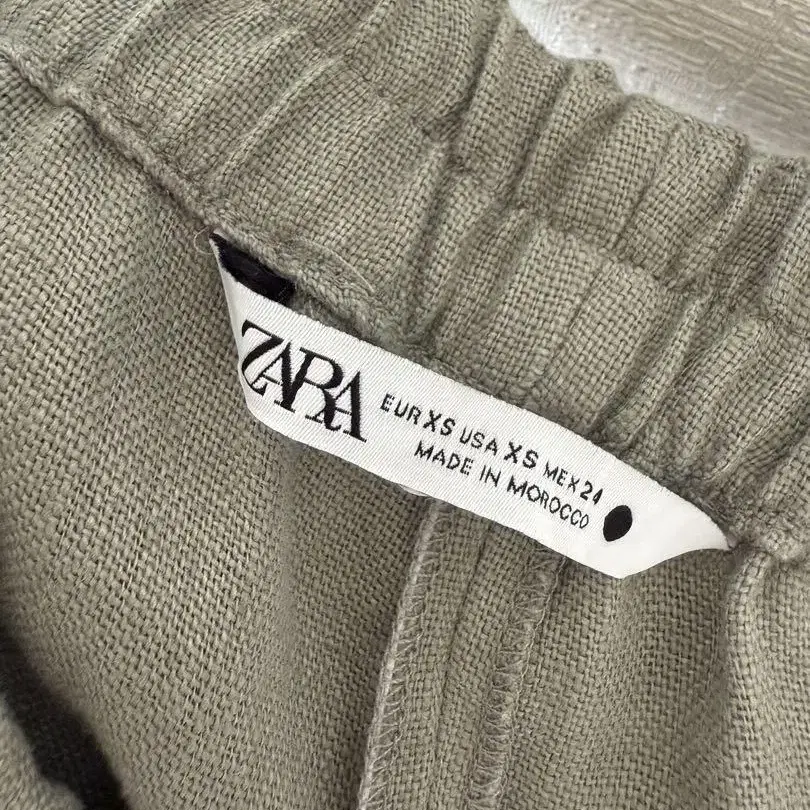 ZARA
EUR XS USA XS MEX 24
MADE IN MOROCCO